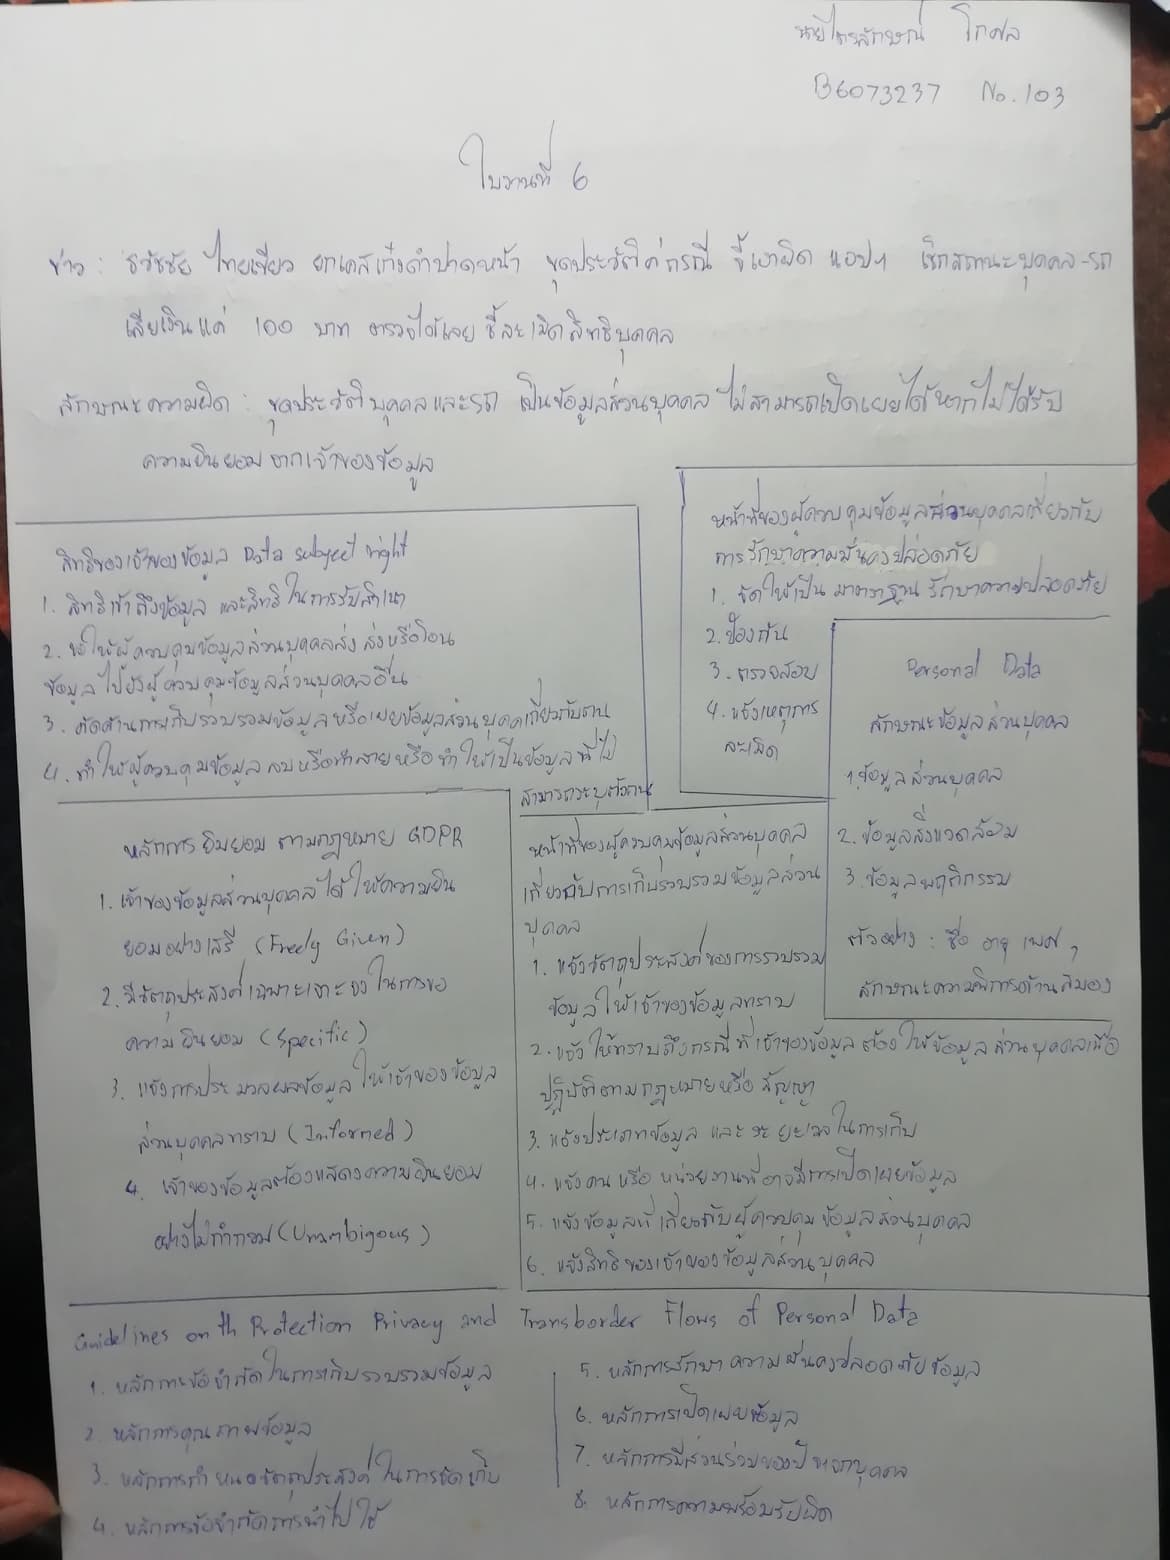 นายไตรลักษณ์ โกศล
B6073237 No.103
ใบงานที่ 6
ข่าว : ธวัชชัย ไทยเขียว ยกเคสเก๋งดำปาดหน้า ขุดประวัติคู่กรณี ชี้เอาผิด แอปฯ เช็กสถานะบุคคล-รถ
เสียเงินแค่ 100 บาท ตรวจได้เลย ชี้ละเมิดสิทธิบุคคล
ลักษณะความผิด : ขุดประวัติบุคคลและรถ เป็นข้อมูลส่วนบุคคล ไม่สามารถเปิดเผยได้หากไม่ได้รับ
ความยินยอมจากเจ้าของข้อมูล
สิทธิของเจ้าของข้อมูล Data subject right
1. สิทธิเข้าถึงข้อมูล และสิทธิในการรับสำเนา
2. ขอให้ผู้ควบคุมข้อมูลส่วนบุคคลส่ง ส่งหรือโอน
ข้อมูลไปยังผู้ควบคุมข้อมูลส่วนบุคคลอื่น
3. คัดค้านการเก็บรวบรวมข้อมูลหรือเผยข้อมูลส่วนบุคคเกี่ยวกับตน
4. ทำให้ผู้ควบคุมข้อมูล ลบหรือทำลายหรือทำให้เป็นข้อมูลที่ไม่
สามารถระบุตัวตน
หน้าที่ของผู้ควบคุมข้อมูลส่วนบุคคลเกี่ยวกับ
การรักษาความมั่นคงปลอดภัย
1. จัดให้เป็น มาตราฐาน รักษาความปลอดภัย
2. ป้องกัน
3. ตรวจสอบ
4. แจ้งเหตุการ
ละเมิด
Personal Data
ลักษณะข้อมูลส่วนบุคคล
1.ข้อมูลส่วนบุคคล
2. ข้อมูลสิ่งแวดล้อม
3. ข้อมูลพฤติกรรม
ตัวอย่าง : ชื่อ อายุ เพศ ,
ลักษณะความพิการด้านสมอง
หลักการยินยอม ตามกฎหมาย GDPR
1. เจ้าของข้อมูลส่วนบุคคลได้ให้ความยิน
ยอมอย่างเสรี (Freely Given)
2. มีวัตถุประสงค์เฉพาะเจาะจงในการขอ
ความยินยอม (Specific)
3. แจ้งการประมวลผลข้อมูลให้เจ้าของข้อมูล
ส่วนบุคคลทราบ (Informed)
4. เจ้าของข้อมูลต้องแสดงความยินยอม
อย่างไม่กำกวม (Unambigous)
หน้าที่ของผู้ควบคุมข้อมูลส่วนบุคคล
เกี่ยวกับการเก็บรวบรวมข้อมูลส่วน
บุคคล
1. แจ้งวัตถุประสงค์ของการรวบรวม
ข้อมูลให้เจ้าของข้อมูลทราบ
2. แจ้งให้ทราบถึงกรณีที่เจ้าของข้อมูลต้องให้ข้อมูลส่วนบุคคลเพื่อ
ปฏิบัติตามกฎหมายหรือ สัญญา
3. แจ้งประเภทข้อมูล และระยะเวลาในการเก็บ
4. แจ้งคน หรือ หน่วยงานที่อาจมีการเปิดเผยข้อมูล
5. แจ้งข้อมูลที่เกี่ยวกับผู้ควบคุมข้อมูลส่วนบุคคล
6. แจ้งสิทธิของเจ้าของข้อมูลส่วนบุคคล
Guidelines on th Protection Privacy and Transborder Flows of Personal Data
1. หลักการข้อจำกัดในการเก็บรวบรวมข้อมูล
2. หลักการคุณภาพข้อมูล
3. หลักการกำหนดวัตถุประสงค์ในการจัดเก็บ
4. หลักการข้อจำกัดการนำไปใช้
5. หลักการรักษาความมั่นคงปลอดภัยข้อมูล
6. หลักการเปิดเผยข้อมูล
7. หลักการมีส่วนร่วมของปัจเจกบุคคล
8. หลักการความพร้อมรับผิด